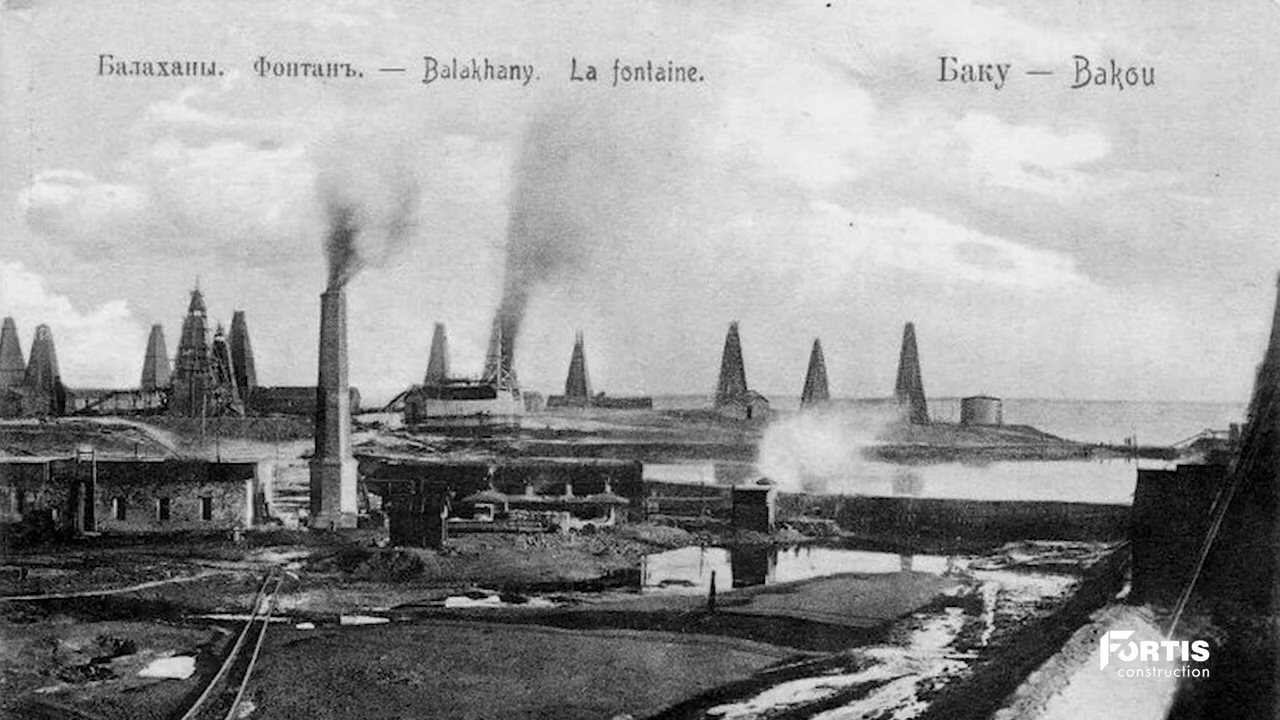 Балаханы. Фонтанъ. — Balakhany. La fontaine. Баку — Bakou
FORTIS
construction